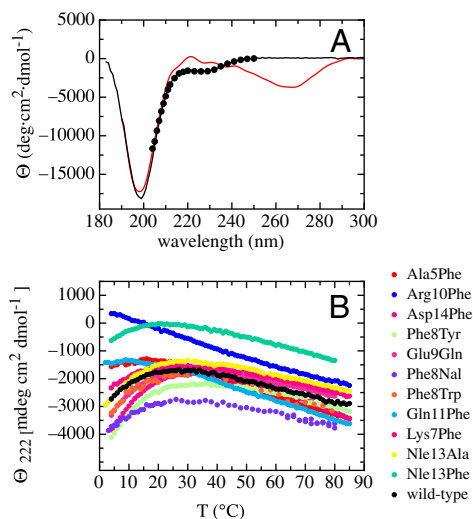 A
0
−5000
−10000
−15000
Θ (deg·cm²·dmol⁻¹)
180 200 220 240 260 280 300
wavelength (nm)
B
1000
0
−1000
−2000
−3000
−4000
Θ 222 [mdeg cm² dmol⁻¹ ]
0 10 20 30 40 50 60 70 80 90
T (°C)
Ala5Phe
Arg10Phe
Asp14Phe
Phe8Tyr
Glu9Gln
Phe8Nal
Phe8Trp
Gln11Phe
Lys7Phe
Nle13Ala
Nle13Phe
wild-type